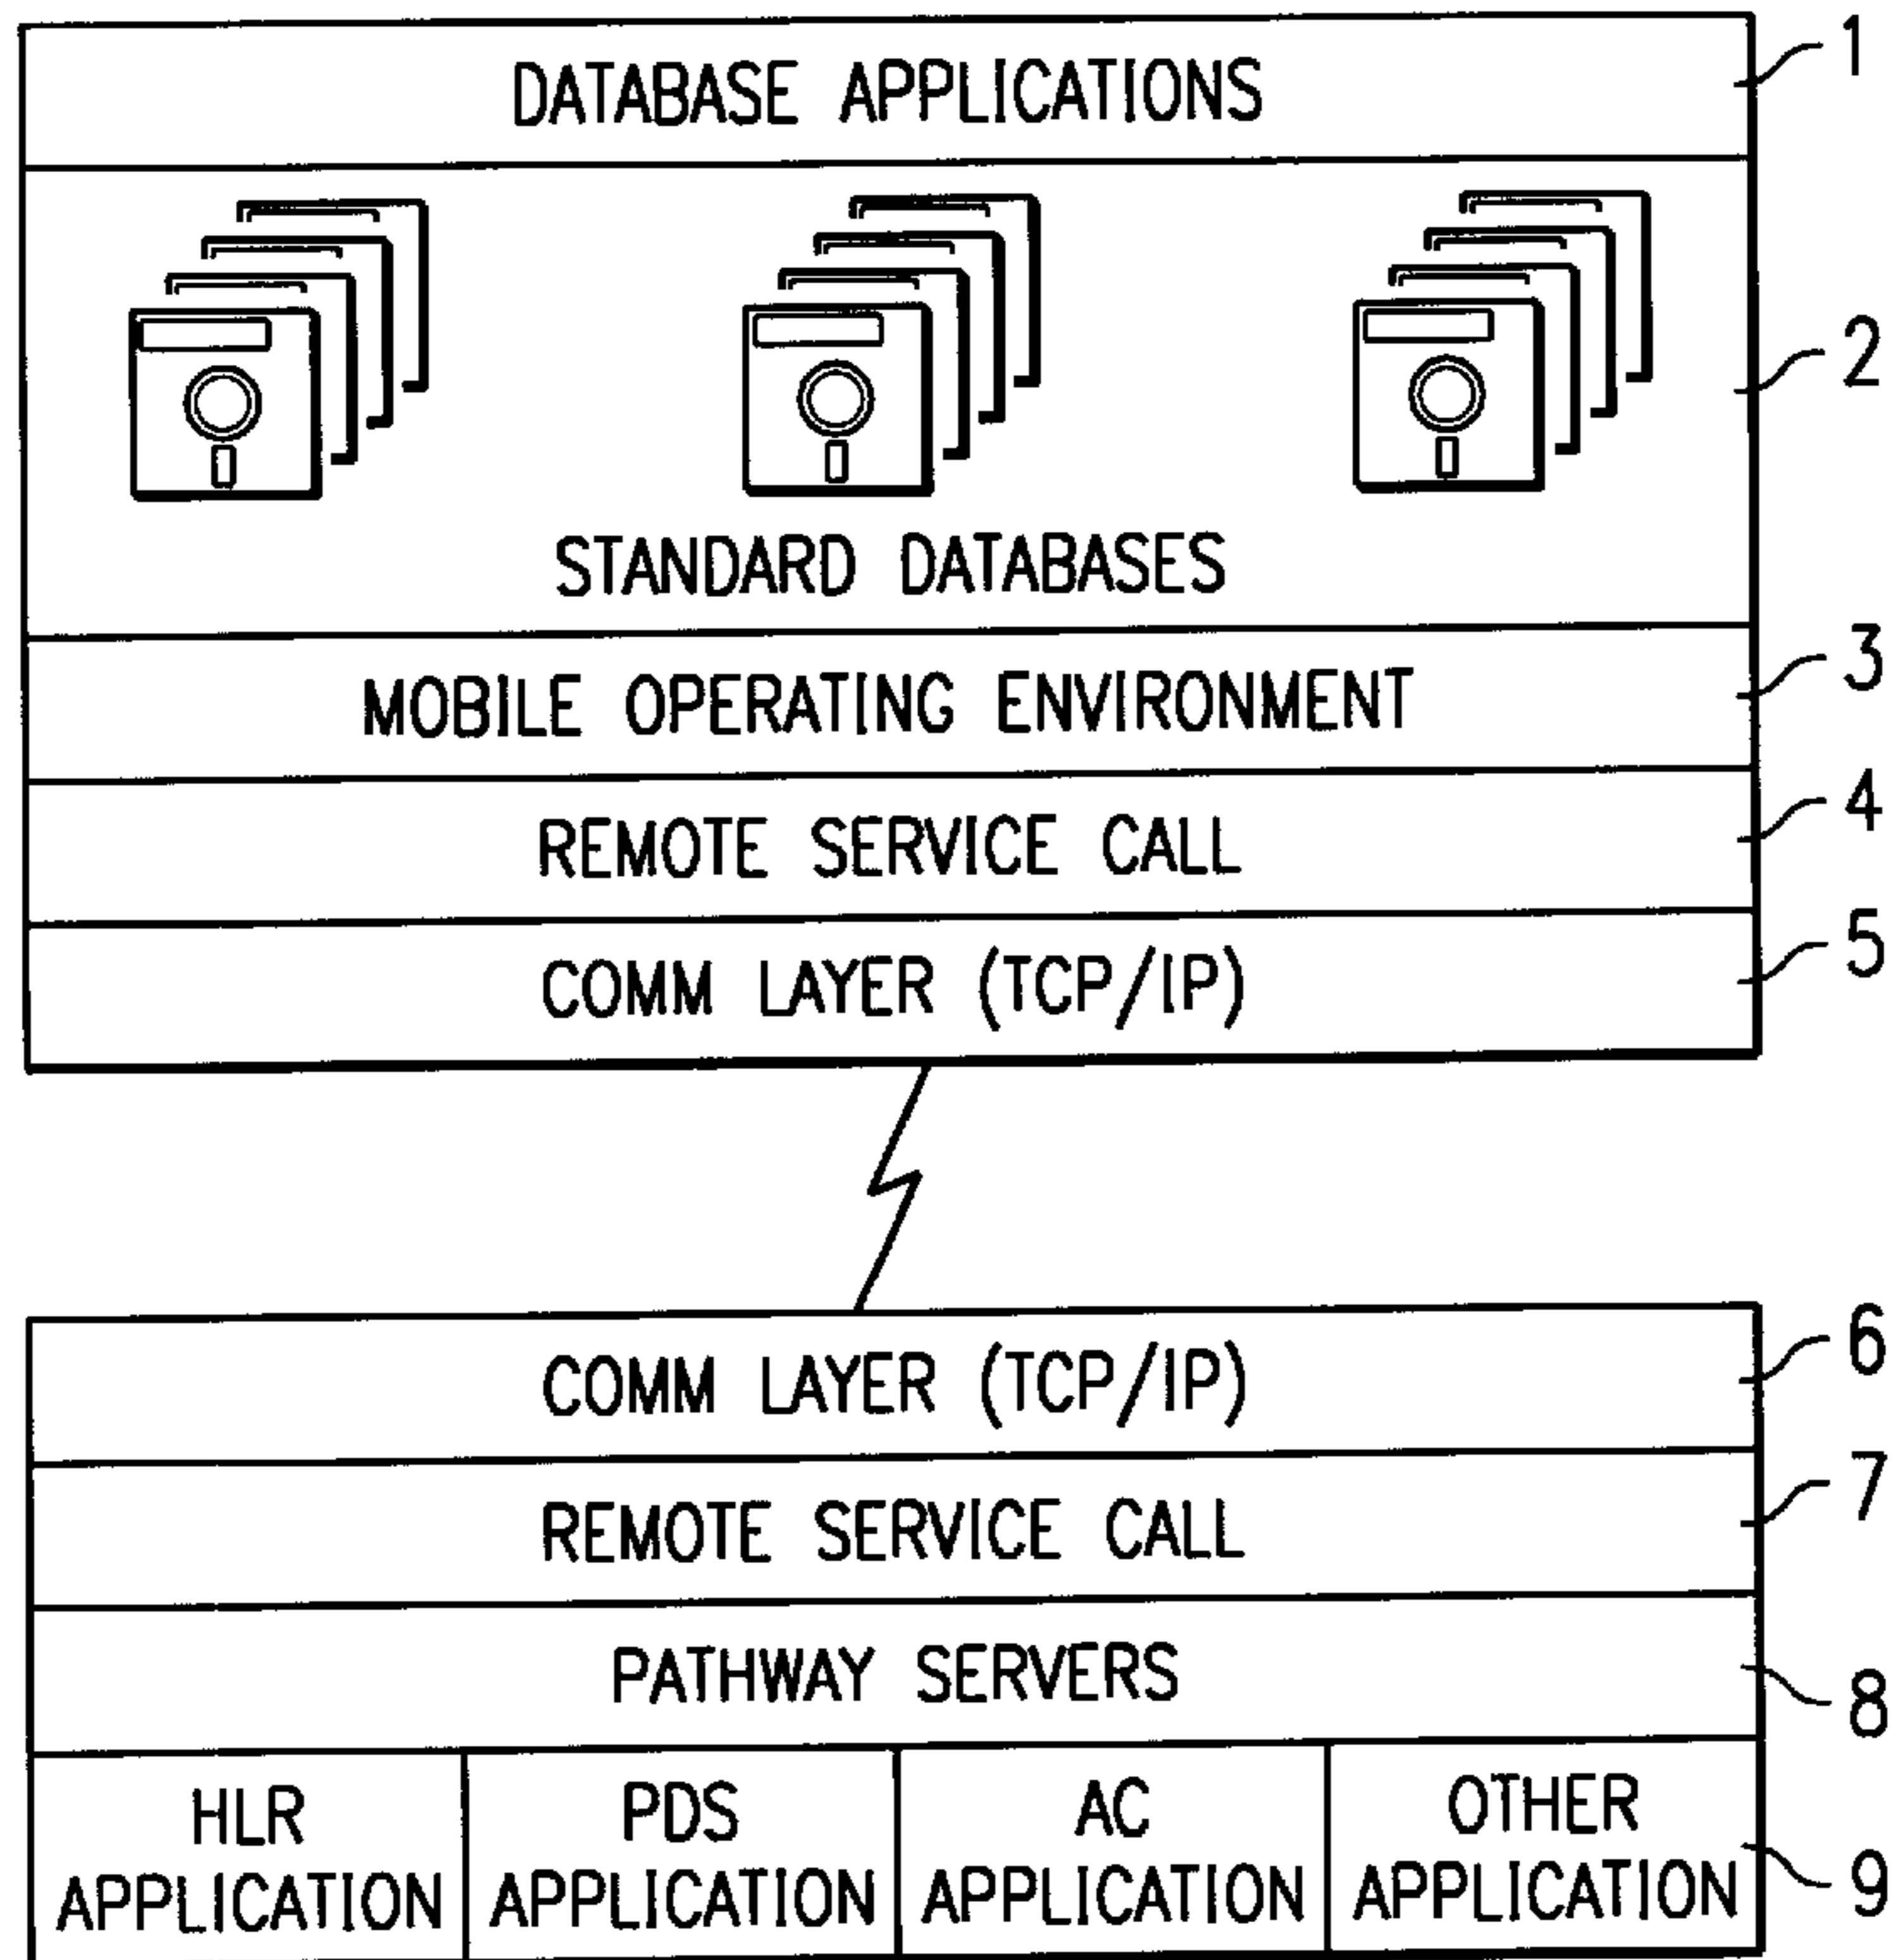 DATABASE APPLICATIONS 1
2
STANDARD DATABASES
MOBILE OPERATING ENVIRONMENT 3
REMOTE SERVICE CALL 4
COMM LAYER (TCP/IP) 5
COMM LAYER (TCP/IP) 6
REMOTE SERVICE CALL 7
PATHWAY SERVERS 8
HLR APPLICATION
PDS APPLICATION
AC APPLICATION
OTHER APPLICATION
9